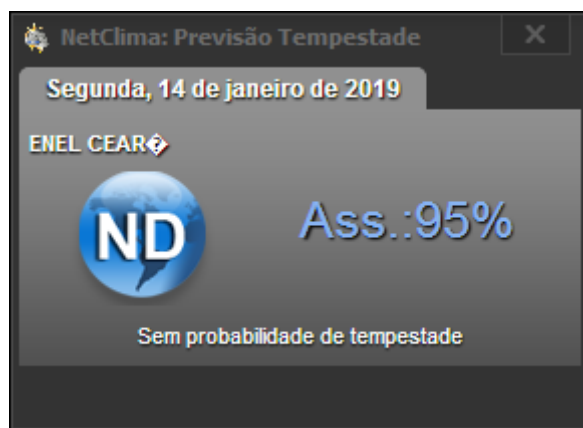 NetClima: Previsão Tempestade
Segunda, 14 de janeiro de 2019
ENEL CEAR�
ND
Ass.:95%
Sem probabilidade de tempestade